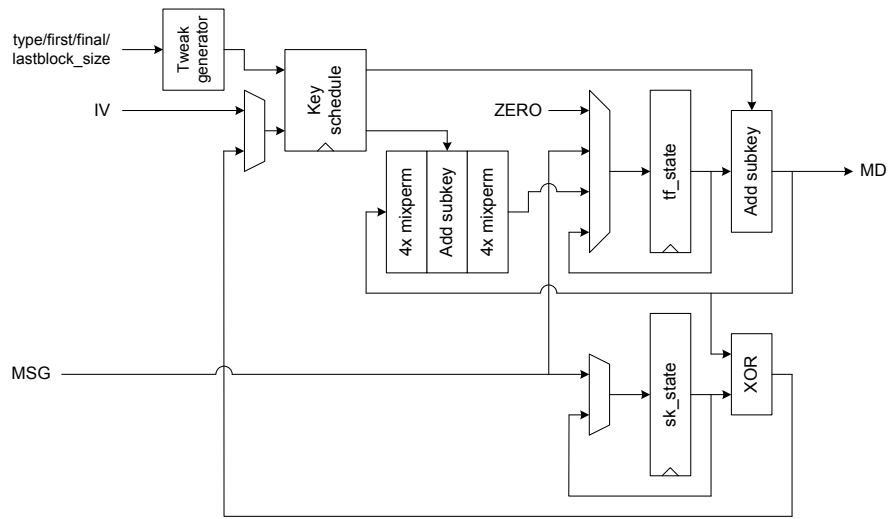 type/first/final/
lastblock_size
Tweak
generator
Key
schedule
IV
ZERO
4x mixperm
Add subkey
4x mixperm
tf_state
Add subkey
MD
MSG
sk_state
XOR